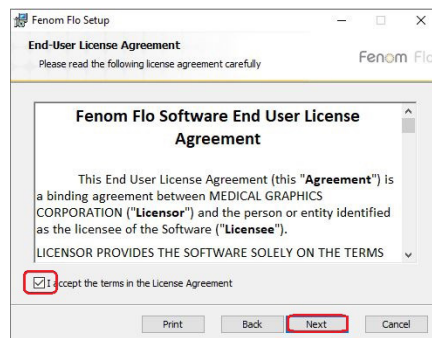 Fenom Flo Setup
End-User License Agreement
Please read the following license agreement carefully
Fenom Flo
Fenom Flo Software End User License
Agreement
This End User License Agreement (this "Agreement") is
a binding agreement between MEDICAL GRAPHICS
CORPORATION ("Licensor") and the person or entity identified
as the licensee of the Software ("Licensee").
LICENSOR PROVIDES THE SOFTWARE SOLELY ON THE TERMS
I accept the terms in the License Agreement
Print Back Next Cancel